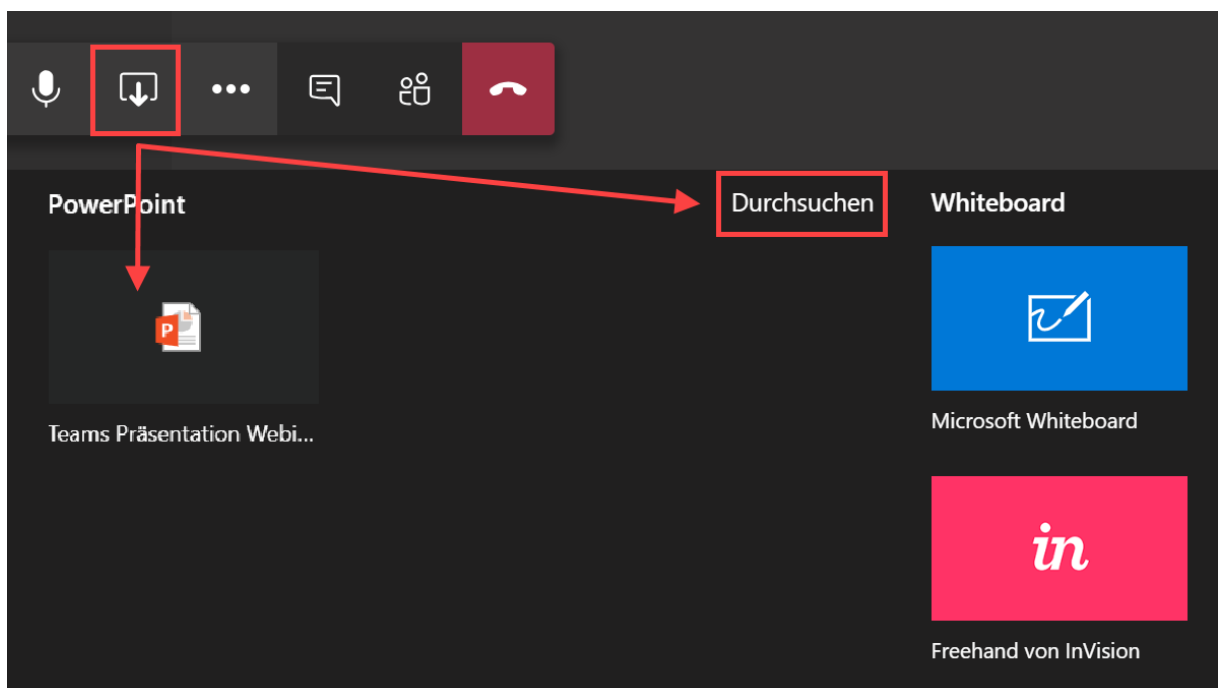 PowerPoint
Durchsuchen
Whiteboard
P
Teams Präsentation Webi...
Microsoft Whiteboard
in
Freehand von InVision